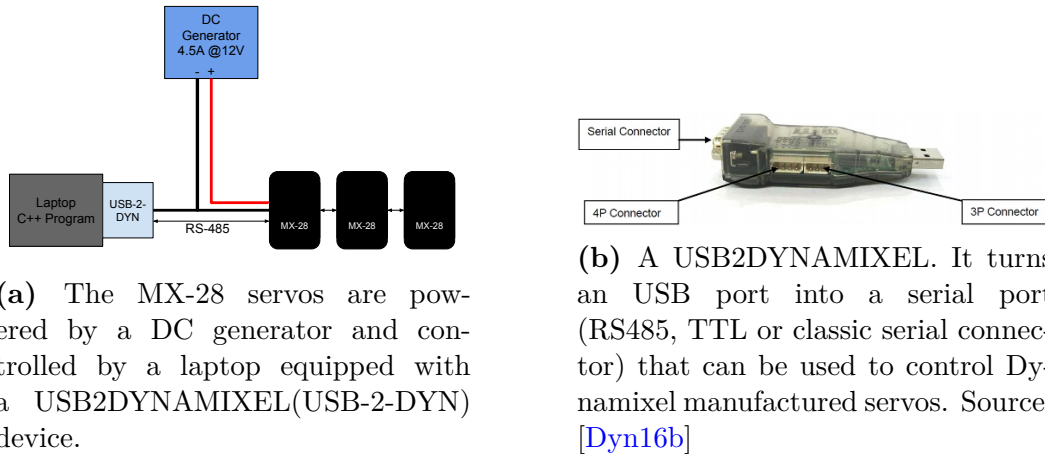 DC
Generator
4.5A @12V
- +
Laptop
C++ Program
USB-2-
DYN
RS-485
MX-28
MX-28
MX-28
(a) The MX-28 servos are pow-
ered by a DC generator and con-
trolled by a laptop equipped with
a USB2DYNAMIXEL(USB-2-DYN)
device.
Serial Connector
4P Connector
3P Connector
(b) A USB2DYNAMIXEL. It turns
an USB port into a serial port
(RS485, TTL or classic serial connec-
tor) that can be used to control Dy-
namixel manufactured servos. Source
[Dyn16b]